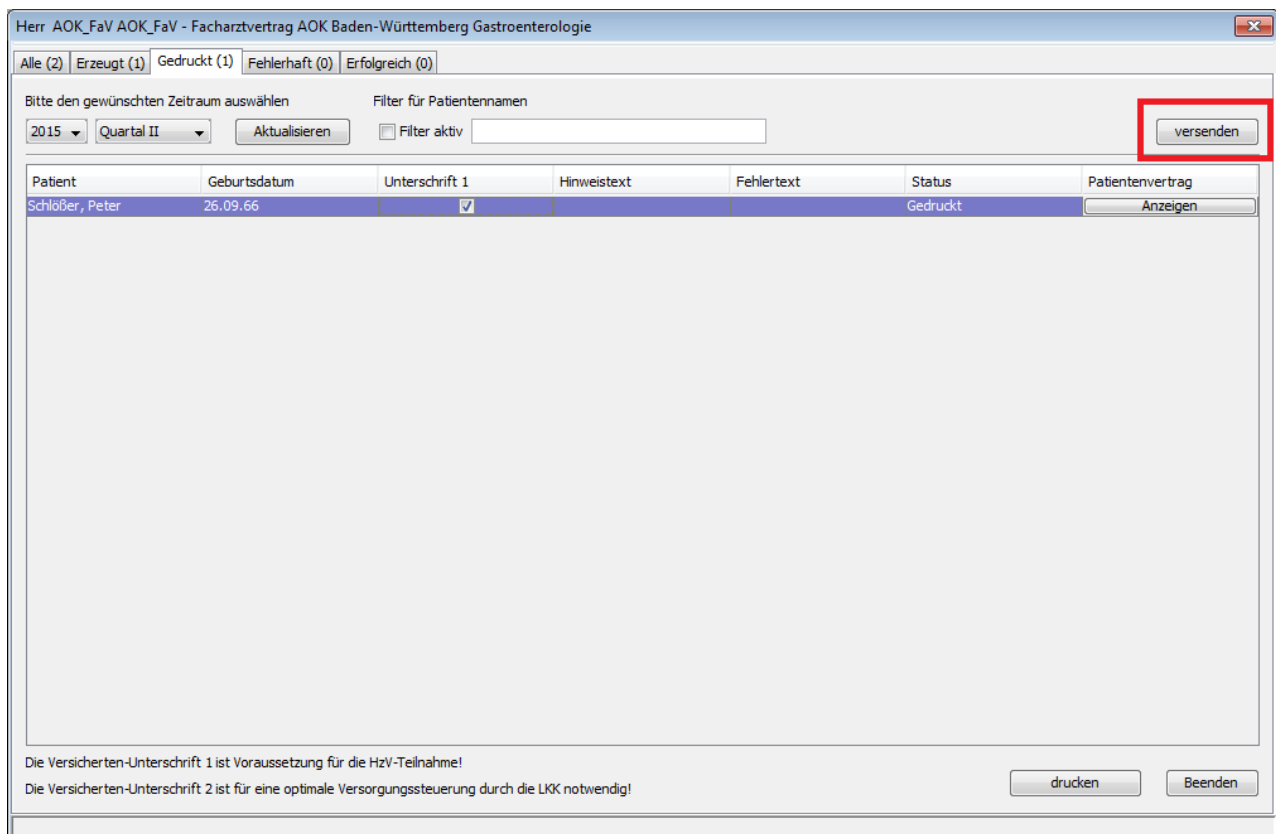 Herr AOK_FaV AOK_FaV - Facharztvertrag AOK Baden-Württemberg Gastroenterologie
Alle (2) Erzeugt (1) Gedruckt (1) Fehlerhaft (0) Erfolgreich (0)
Bitte den gewünschten Zeitraum auswählen Filter für Patientennamen
2015 Quartal II Aktualisieren Filter aktiv versenden
Patient Geburtsdatum Unterschrift 1 Hinweistext Fehlertext Status Patientenvertrag
Schlößer, Peter 26.09.66 Gedruckt Anzeigen
Die Versicherten-Unterschrift 1 ist Voraussetzung für die HzV-Teilnahme!
Die Versicherten-Unterschrift 2 ist für eine optimale Versorgungssteuerung durch die LKK notwendig!
drucken Beenden